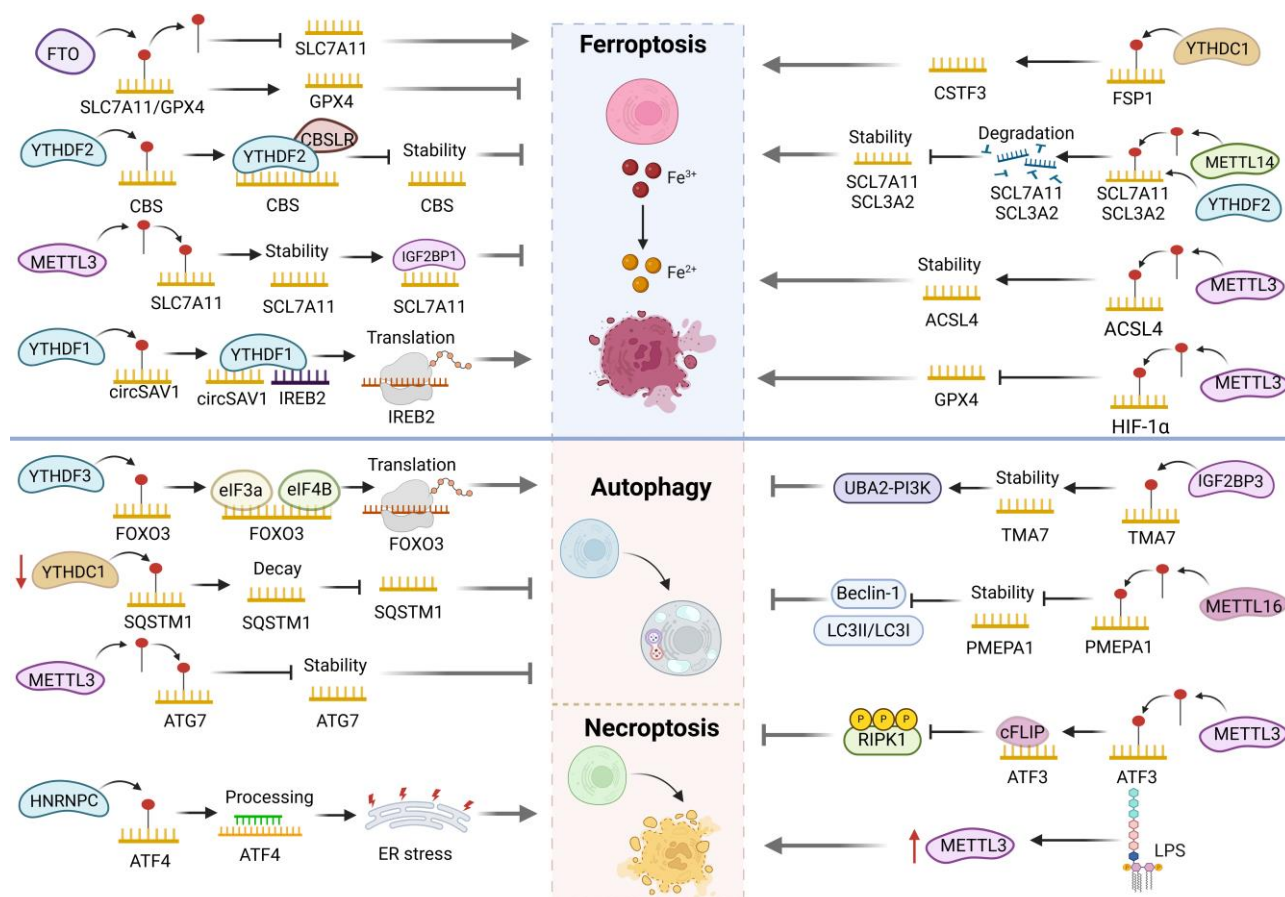 FTO
SLC7A11/GPX4
SLC7A11
GPX4
YTHDF2
CBS
CBSLR
YTHDF2
CBS
Stability
CBS
METTL3
SLC7A11
Stability
SCL7A11
IGF2BP1
SCL7A11
YTHDF1
circSAV1
YTHDF1
circSAV1
IREB2
Translation
IREB2
Ferroptosis
Fe³⁺
Fe²⁺
CSTF3
FSP1
YTHDC1
Stability
SCL7A11
SCL3A2
Degradation
SCL7A11
SCL3A2
SCL7A11
SCL3A2
METTL14
YTHDF2
Stability
ACSL4
ACSL4
METTL3
GPX4
HIF-1α
METTL3
YTHDF3
FOXO3
eIF3a
eIF4B
FOXO3
Translation
FOXO3
YTHDC1
SQSTM1
Decay
SQSTM1
SQSTM1
METTL3
ATG7
Stability
ATG7
Autophagy
UBA2-PI3K
Stability
TMA7
TMA7
IGF2BP3
Beclin-1
LC3II/LC3I
Stability
PMEPA1
PMEPA1
METTL16
HNRNPC
ATF4
Processing
ATF4
ER stress
Necroptosis
P P P
RIPK1
cFLIP
ATF3
ATF3
METTL3
METTL3
LPS
P
P